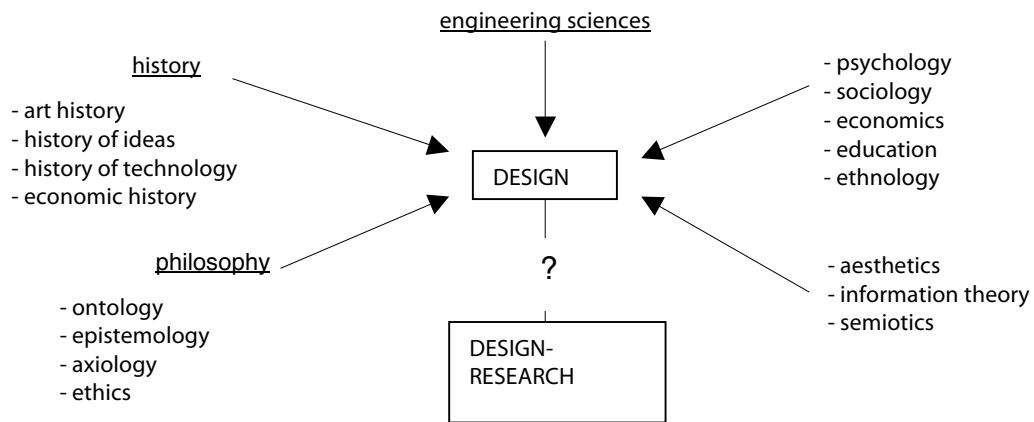 engineering sciences
history
- art history
- history of ideas
- history of technology
- economic history
- psychology
- sociology
- economics
- education
- ethnology
DESIGN
philosophy
- ontology
- epistemology
- axiology
- ethics
?
- aesthetics
- information theory
- semiotics
DESIGN-
RESEARCH